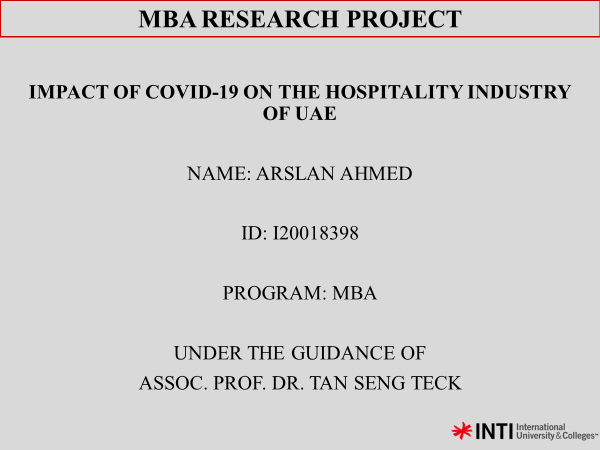 MBA RESEARCH PROJECT
IMPACT OF COVID-19 ON THE HOSPITALITY INDUSTRY
OF UAE
NAME: ARSLAN AHMED
ID: I20018398
PROGRAM: MBA
UNDER THE GUIDANCE OF
ASSOC. PROF. DR. TAN SENG TECK
INTI International
University & Colleges™